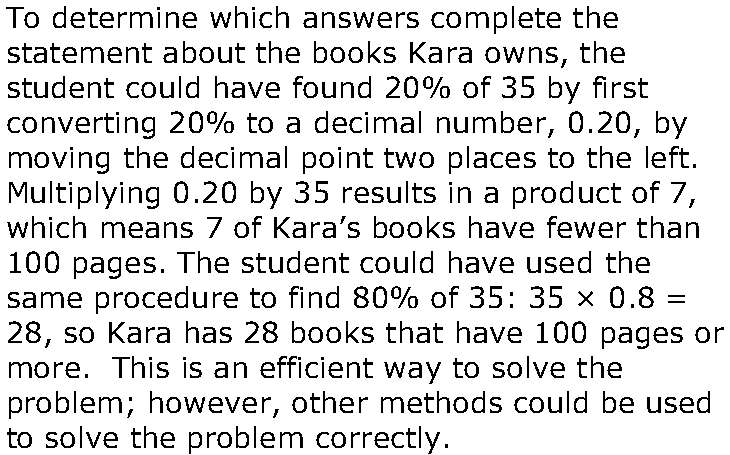 To determine which answers complete the
statement about the books Kara owns, the
student could have found 20% of 35 by first
converting 20% to a decimal number, 0.20, by
moving the decimal point two places to the left.
Multiplying 0.20 by 35 results in a product of 7,
which means 7 of Kara’s books have fewer than
100 pages. The student could have used the
same procedure to find 80% of 35: 35 × 0.8 =
28, so Kara has 28 books that have 100 pages or
more.  This is an efficient way to solve the
problem; however, other methods could be used
to solve the problem correctly.